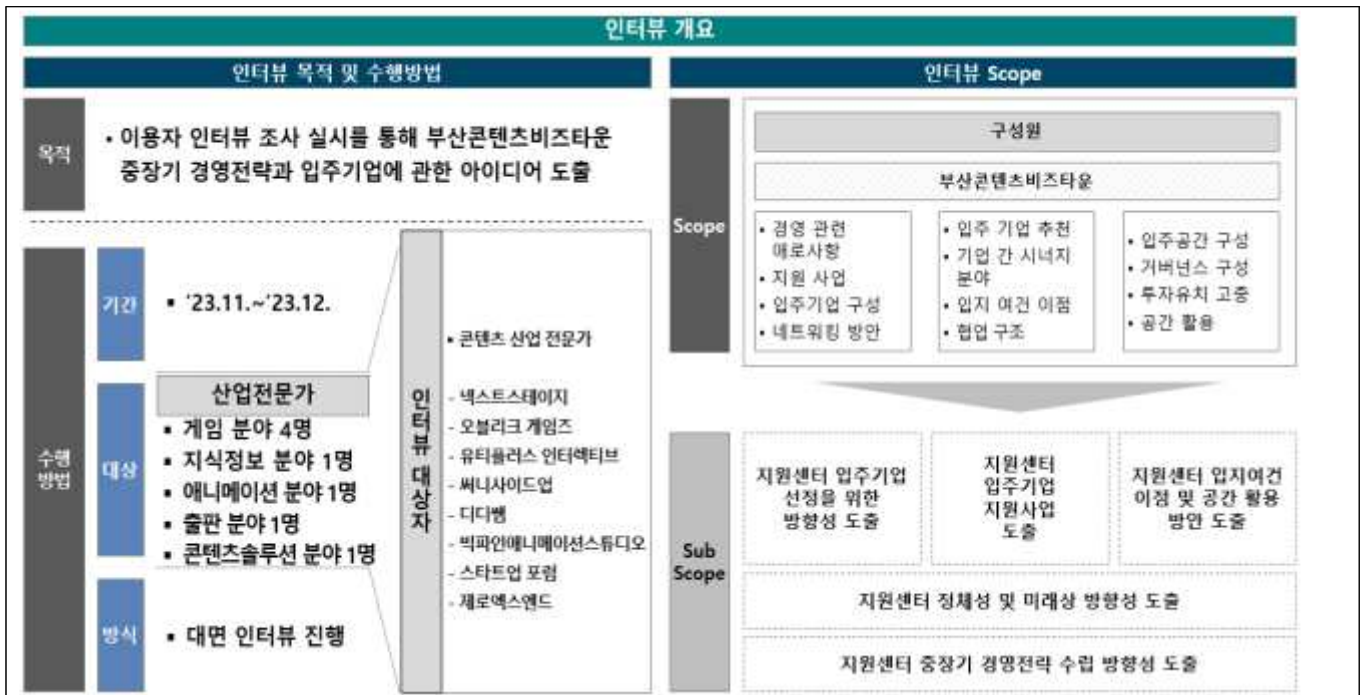 인터뷰 개요
인터뷰 목적 및 수행방법
목적
• 이용자 인터뷰 조사 실시를 통해 부산콘텐츠비즈타운
중장기 경영전략과 입주기업에 관한 아이디어 도출
수행
방법
기간
▪ '23.11.~'23.12.
대상
산업전문가
▪ 게임 분야 4명
▪ 지식정보 분야 1명
▪ 애니메이션 분야 1명
▪ 출판 분야 1명
▪ 콘텐츠솔루션 분야 1명
방식
▪ 대면 인터뷰 진행
인터뷰 대상자
▪ 콘텐츠 산업 전문가
- 넥스트스테이지
- 오블리크 게임즈
- 유티플러스 인터렉티브
- 써니사이드업
- 디디쌤
- 빅파인애니메이션스튜디오
- 스타트업 포럼
- 제로엑스앤드
인터뷰 Scope
Scope
구성원
부산콘텐츠비즈타운
• 경영 관련
애로사항
• 지원 사업
• 입주기업 구성
• 네트워킹 방안
• 입주 기업 추천
• 기업 간 시너지
분야
• 입지 여건 이점
• 협업 구조
• 입주공간 구성
• 거버넌스 구성
• 투자유치 고충
• 공간 활용
Sub
Scope
지원센터 입주기업
선정을 위한
방향성 도출
지원센터
입주기업
지원사업
도출
지원센터 입지여건
이점 및 공간 활용
방안 도출
지원센터 정체성 및 미래상 방향성 도출
지원센터 중장기 경영전략 수립 방향성 도출